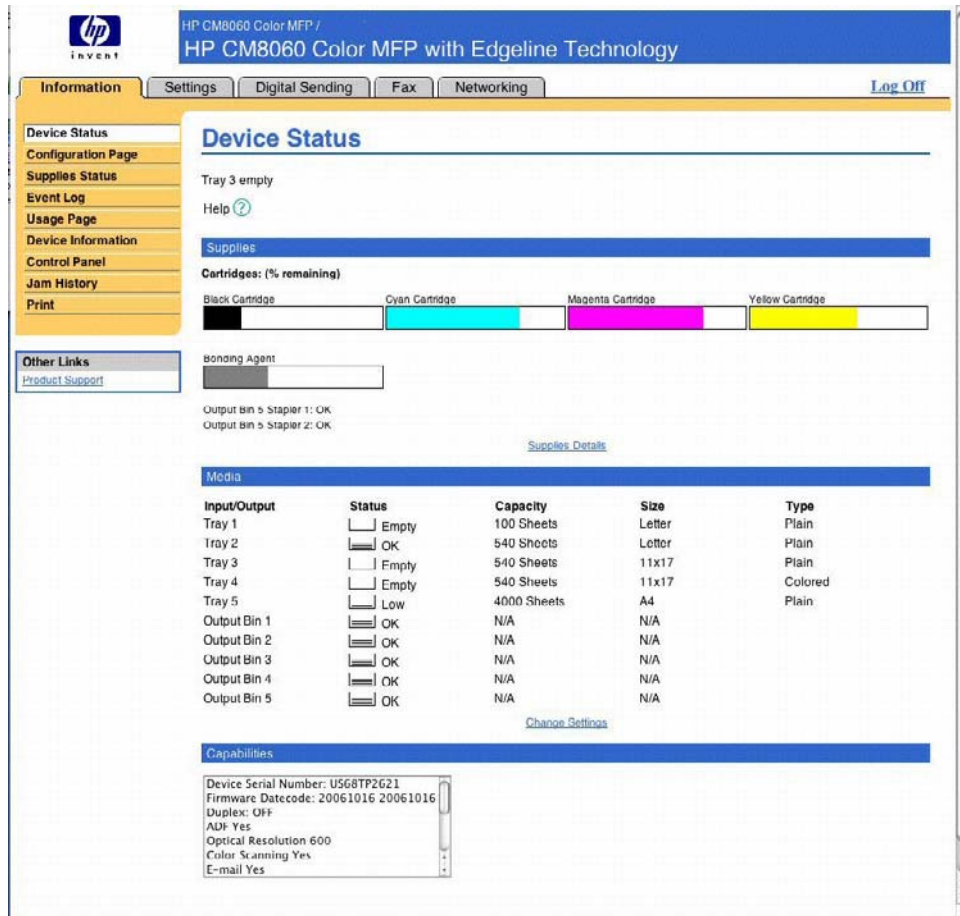 hp
invent
HP CM8060 Color MFP /
HP CM8060 Color MFP with Edgeline Technology
Information Settings Digital Sending Fax Networking Log Off
Device Status
Configuration Page
Supplies Status
Event Log
Usage Page
Device Information
Control Panel
Jam History
Print
Other Links
Product Support
Device Status
Tray 3 empty
Help ?
Supplies
Cartridges: (% remaining)
Black Cartridge Cyan Cartridge Magenta Cartridge Yellow Cartridge
Bonding Agent
Output Bin 5 Stapler 1: OK
Output Bin 5 Stapler 2: OK
Supplies Details
Media
Input/Output Status Capacity Size Type
Tray 1 Empty 100 Sheets Letter Plain
Tray 2 OK 540 Sheets Letter Plain
Tray 3 Empty 540 Sheets 11x17 Plain
Tray 4 Empty 540 Sheets 11x17 Colored
Tray 5 Low 4000 Sheets A4 Plain
Output Bin 1 OK N/A N/A
Output Bin 2 OK N/A N/A
Output Bin 3 OK N/A N/A
Output Bin 4 OK N/A N/A
Output Bin 5 OK N/A N/A
Change Settings
Capabilities
Device Serial Number: USG8TP2G21
Firmware Datecode: 20061016 20061016
Duplex: OFF
ADF Yes
Optical Resolution 600
Color Scanning Yes
E-mail Yes